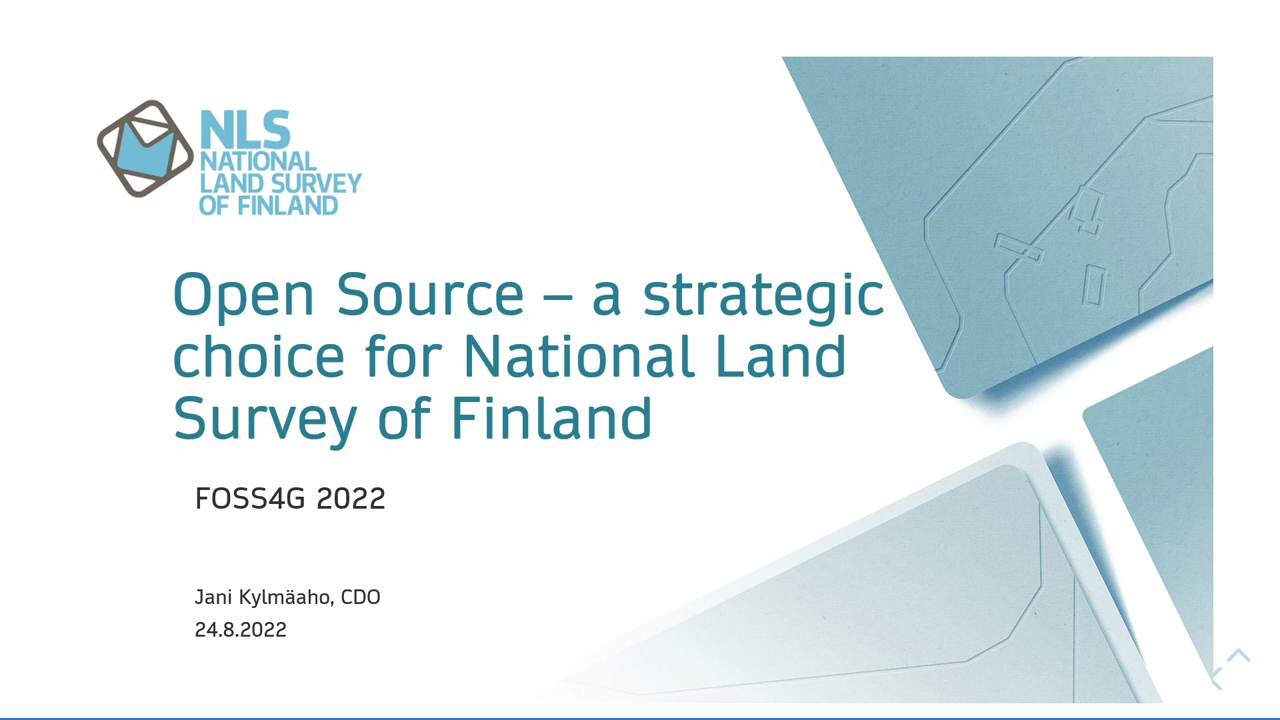 NLS
NATIONAL
LAND SURVEY
OF FINLAND
Open Source – a strategic
choice for National Land
Survey of Finland
FOSS4G 2022
Jani Kylmäaho, CDO
24.8.2022